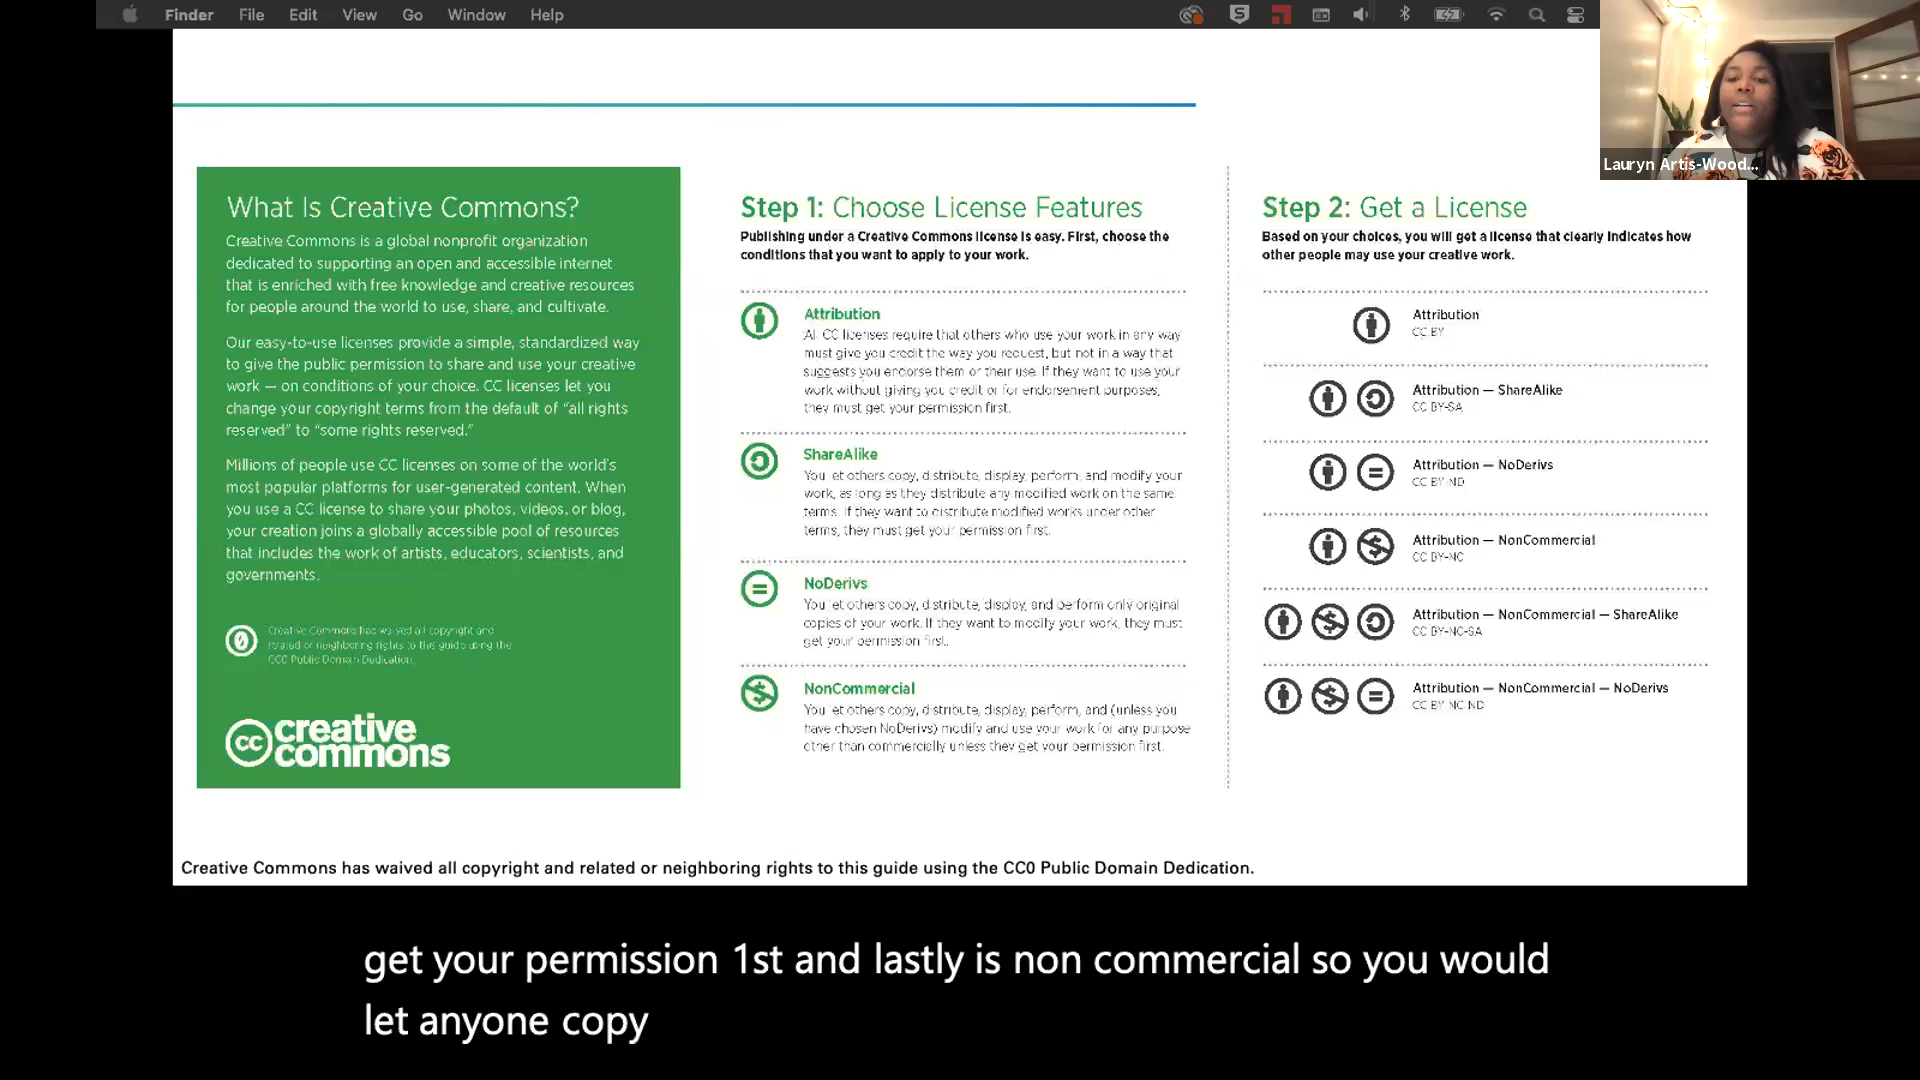 Finder File Edit View Go Window Help
Lauryn Artis-Wood...
What Is Creative Commons?
Creative Commons is a global nonprofit organization
dedicated to supporting an open and accessible internet
that is enriched with free knowledge and creative resources
for people around the world to use, share, and cultivate.
Our easy-to-use licenses provide a simple, standardized way
to give the public permission to share and use your creative
work — on conditions of your choice. CC licenses let you
change your copyright terms from the default of “all rights
reserved” to “some rights reserved.”
Millions of people use CC licenses on some of the world’s
most popular platforms for user-generated content. When
you use a CC license to share your photos, videos, or blog,
your creation joins a globally accessible pool of resources
that includes the work of artists, educators, scientists, and
governments.
Creative Commons has waived all copyright and
related or neighboring rights to this guide using the
CC0 Public Domain Dedication.
cc creative
commons
Step 1: Choose License Features
Publishing under a Creative Commons license is easy. First, choose the
conditions that you want to apply to your work.
Attribution
All CC licenses require that others who use your work in any way
must give you credit the way you request, but not in a way that
suggests you endorse them or their use. If they want to use your
work without giving you credit or for endorsement purposes,
they must get your permission first.
ShareAlike
You let others copy, distribute, display, perform, and modify your
work, as long as they distribute any modified work on the same
terms. If they want to distribute modified works under other
terms, they must get your permission first.
NoDerivs
You let others copy, distribute, display, and perform only original
copies of your work. If they want to modify your work, they must
get your permission first.
NonCommercial
You let others copy, distribute, display, perform, and (unless you
have chosen NoDerivs) modify and use your work for any purpose
other than commercially unless they get your permission first.
Step 2: Get a License
Based on your choices, you will get a license that clearly indicates how
other people may use your creative work.
Attribution
CC BY
Attribution — ShareAlike
CC BY-SA
Attribution — NoDerivs
CC BY-ND
Attribution — NonCommercial
CC BY-NC
Attribution — NonCommercial — ShareAlike
CC BY-NC-SA
Attribution — NonCommercial — NoDerivs
CC BY-NC-ND
Creative Commons has waived all copyright and related or neighboring rights to this guide using the CC0 Public Domain Dedication.
get your permission 1st and lastly is non commercial so you would
let anyone copy